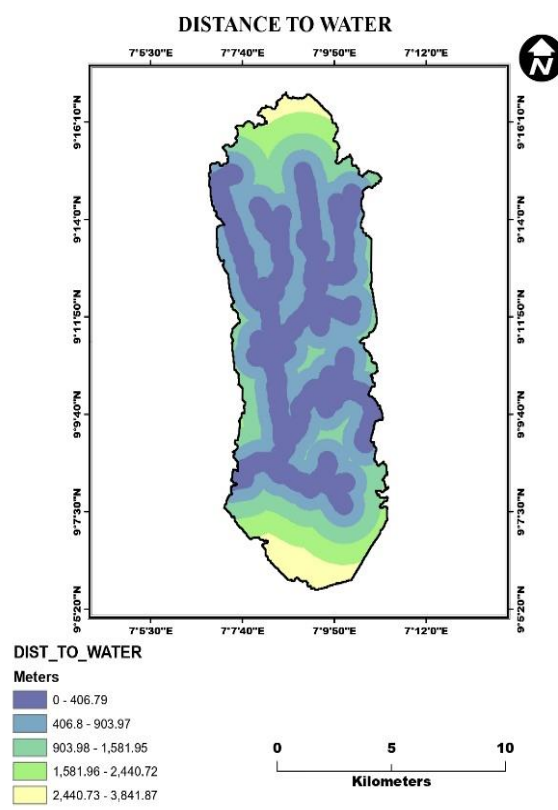 DISTANCE TO WATER
7°5'30"E 7°7'40"E 7°9'50"E 7°12'0"E
N
9°16'10"N 9°16'10"N
9°14'0"N 9°14'0"N
9°11'50"N 9°11'50"N
9°9'40"N 9°9'40"N
9°7'30"N 9°7'30"N
9°5'20"N 9°5'20"N
7°5'30"E 7°7'40"E 7°9'50"E 7°12'0"E
DIST_TO_WATER
Meters
0 - 406.79
406.8 - 903.97
903.98 - 1,581.95
1,581.96 - 2,440.72
2,440.73 - 3,841.87
0 5 10
Kilometers